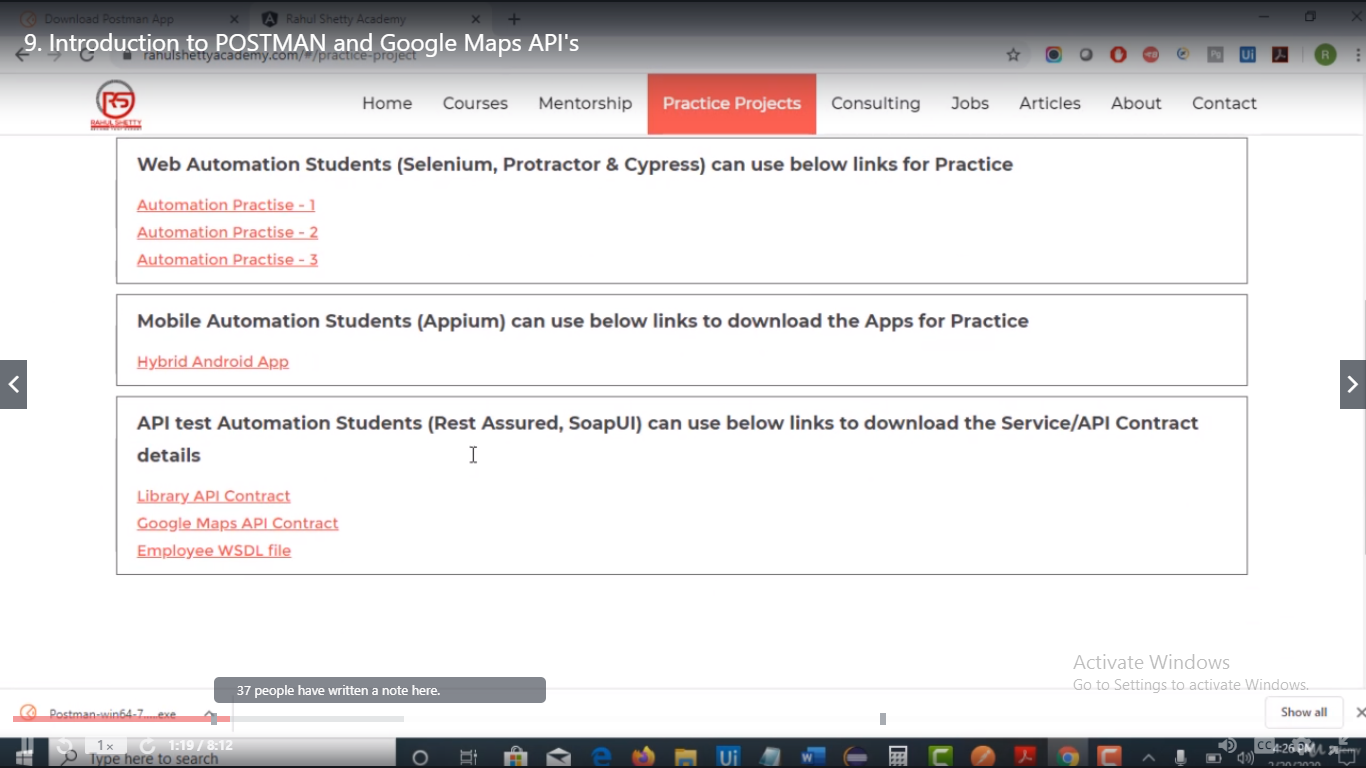 Download Postman App
Rahul Shetty Academy
9. Introduction to POSTMAN and Google Maps API's
rahulshettyacademy.com/#/practice-project
RS
RAHUL SHETTY
Home Courses Mentorship Practice Projects Consulting Jobs Articles About Contact
Web Automation Students (Selenium, Protractor & Cypress) can use below links for Practice
Automation Practise - 1
Automation Practise - 2
Automation Practise - 3
Mobile Automation Students (Appium) can use below links to download the Apps for Practice
Hybrid Android App
API test Automation Students (Rest Assured, SoapUI) can use below links to download the Service/API Contract
details
Library API Contract
Google Maps API Contract
Employee WSDL file
Activate Windows
Go to Settings to activate Windows.
37 people have written a note here.
Postman-win64-7....exe
Show all
1x 1:19 / 8:12
Type here to search
4:26 PM